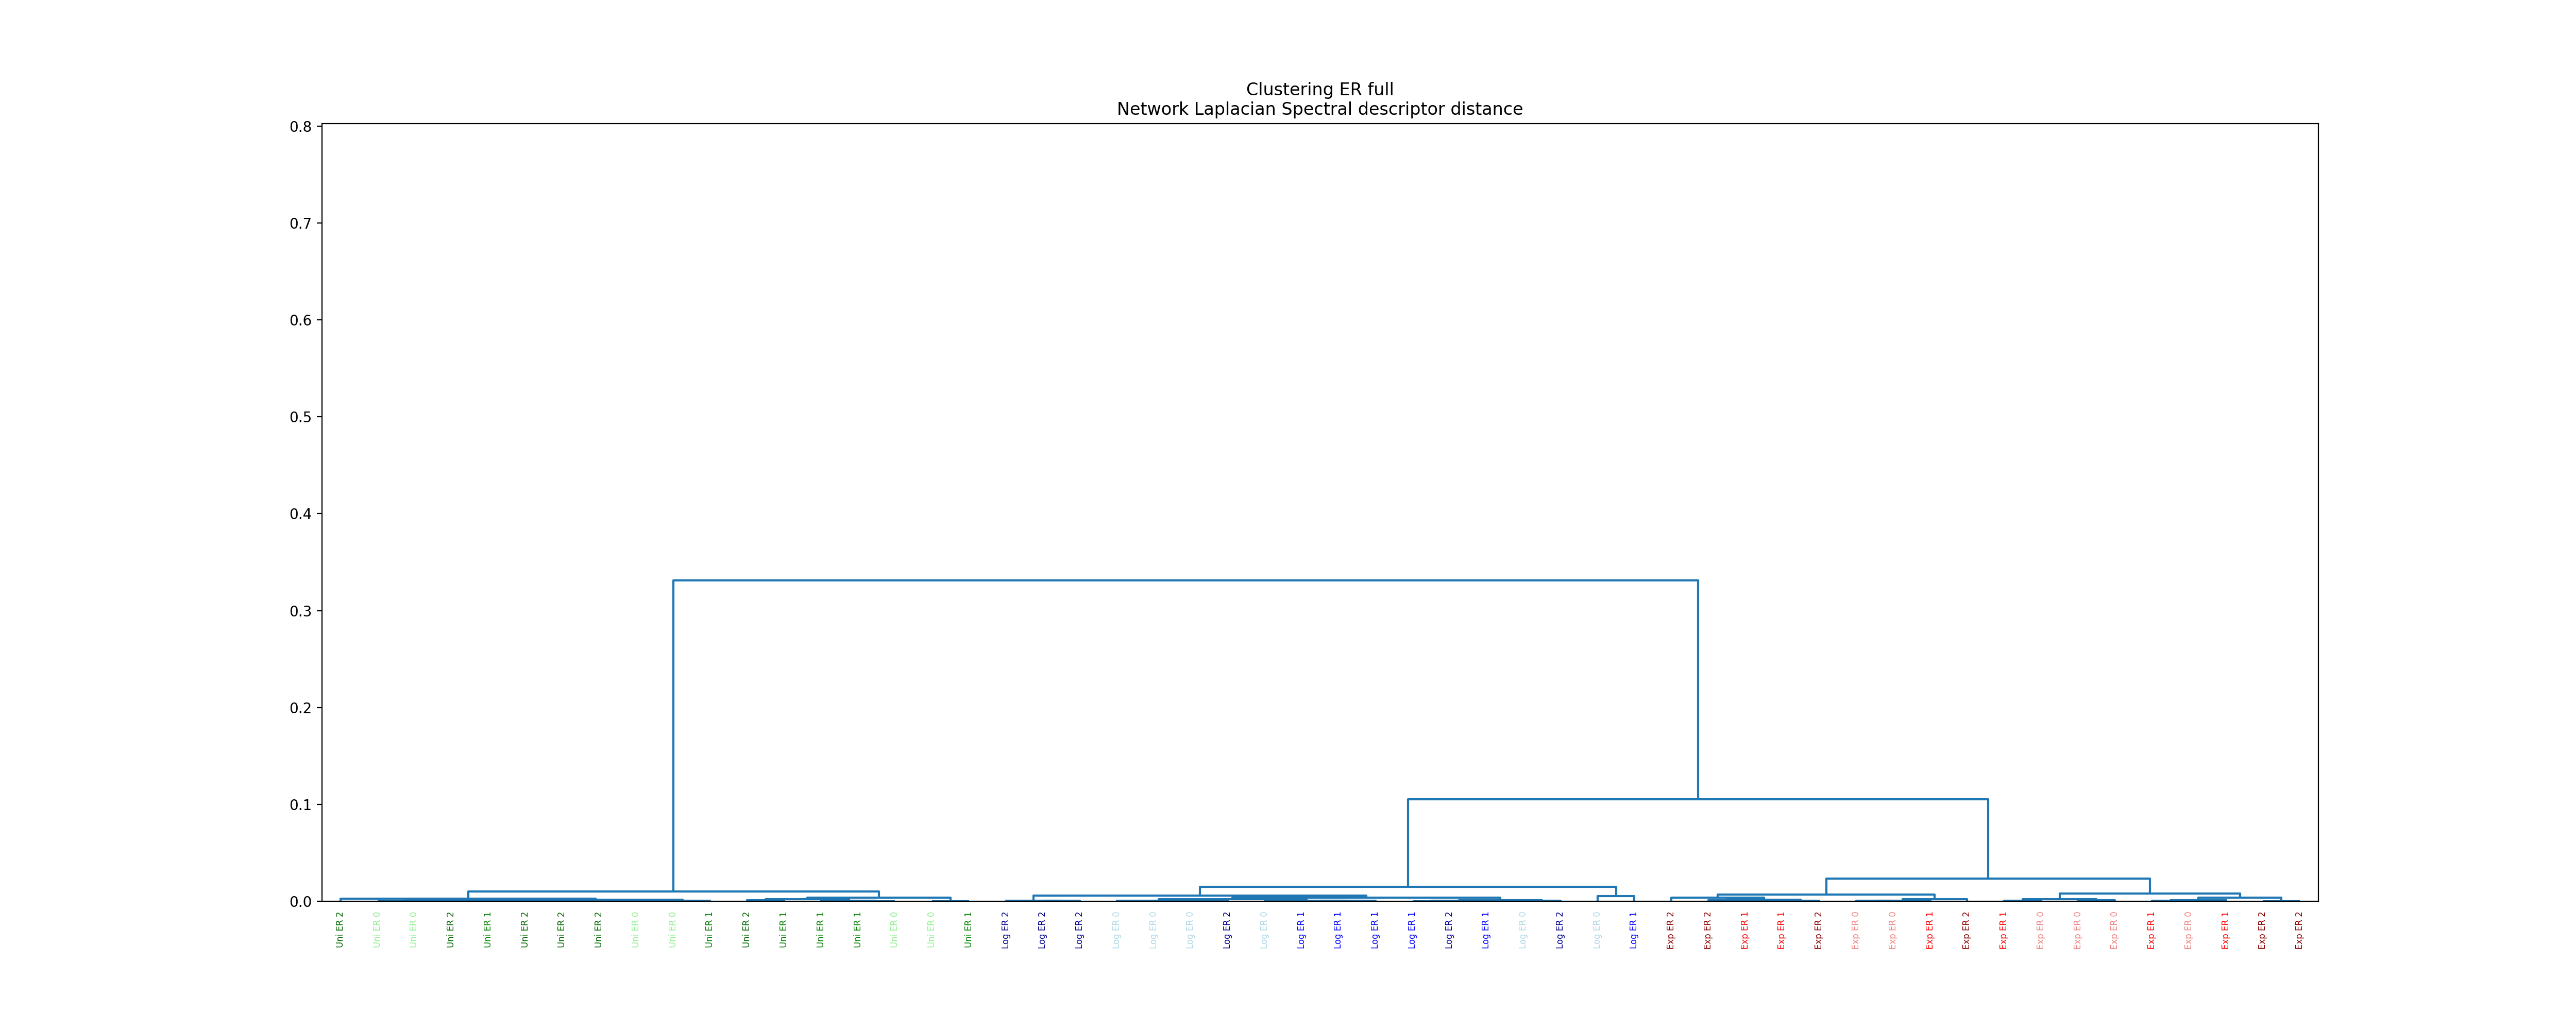 Clustering ER full
Network Laplacian Spectral descriptor distance
0.8
0.7
0.6
0.5
0.4
0.3
0.2
0.1
0.0
Uni ER 2
Uni ER 0
Uni ER 0
Uni ER 2
Uni ER 1
Uni ER 2
Uni ER 2
Uni ER 2
Uni ER 0
Uni ER 0
Uni ER 1
Uni ER 2
Uni ER 1
Uni ER 1
Uni ER 1
Uni ER 0
Uni ER 0
Uni ER 1
Log ER 2
Log ER 2
Log ER 2
Log ER 0
Log ER 0
Log ER 0
Log ER 2
Log ER 0
Log ER 1
Log ER 1
Log ER 1
Log ER 1
Log ER 2
Log ER 1
Log ER 0
Log ER 2
Log ER 0
Log ER 1
Exp ER 2
Exp ER 2
Exp ER 1
Exp ER 1
Exp ER 2
Exp ER 0
Exp ER 0
Exp ER 1
Exp ER 2
Exp ER 1
Exp ER 0
Exp ER 0
Exp ER 0
Exp ER 1
Exp ER 0
Exp ER 1
Exp ER 2
Exp ER 2